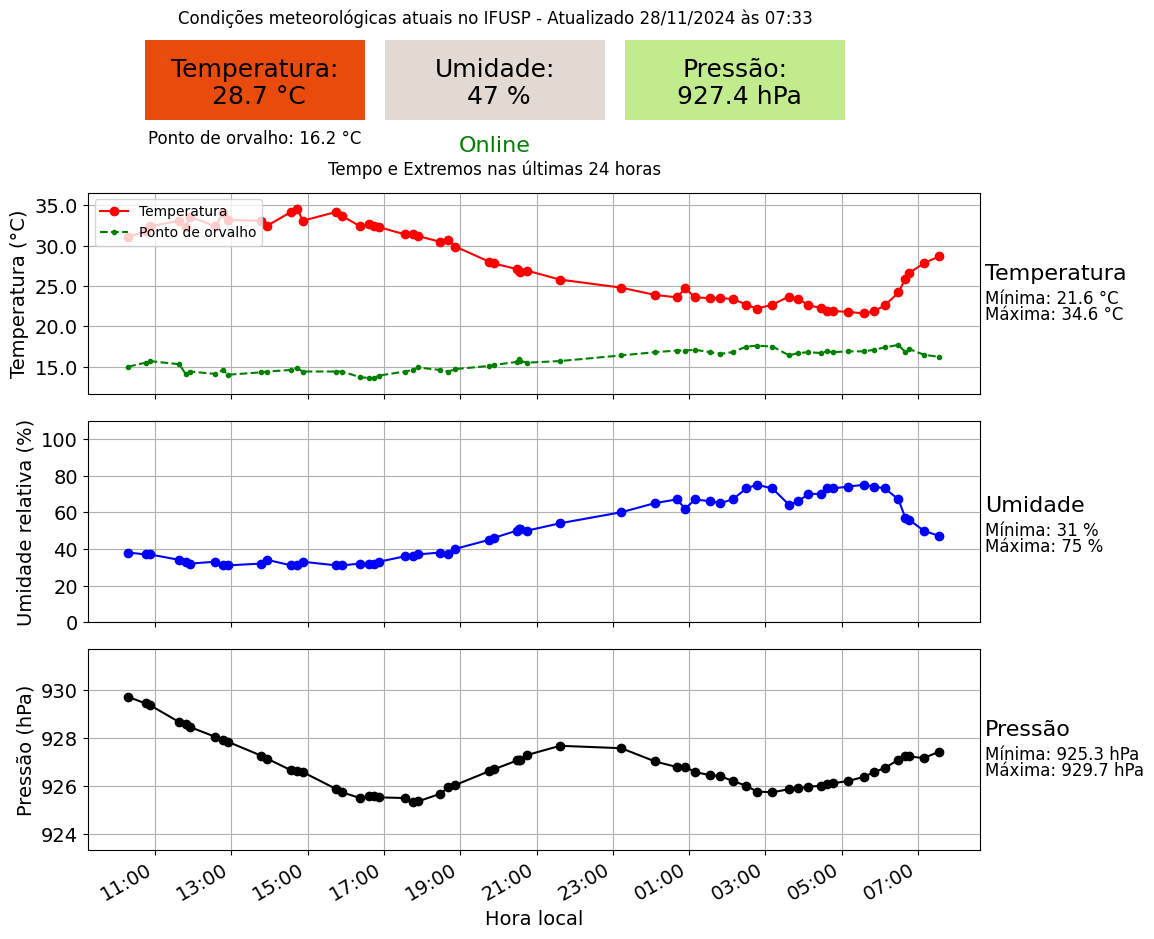 Condições meteorológicas atuais no IFUSP - Atualizado 28/11/2024 às 07:33
Temperatura:
28.7 °C
Umidade:
47 %
Pressão:
927.4 hPa
Ponto de orvalho: 16.2 °C
Online
Tempo e Extremos nas últimas 24 horas
Temperatura (°C)
35.0
30.0
25.0
20.0
15.0
Temperatura
Ponto de orvalho
Temperatura
Mínima: 21.6 °C
Máxima: 34.6 °C
Umidade relativa (%)
100
80
60
40
20
0
Umidade
Mínima: 31 %
Máxima: 75 %
Pressão (hPa)
930
928
926
924
Pressão
Mínima: 925.3 hPa
Máxima: 929.7 hPa
11:00
13:00
15:00
17:00
19:00
21:00
23:00
01:00
03:00
05:00
07:00
Hora local